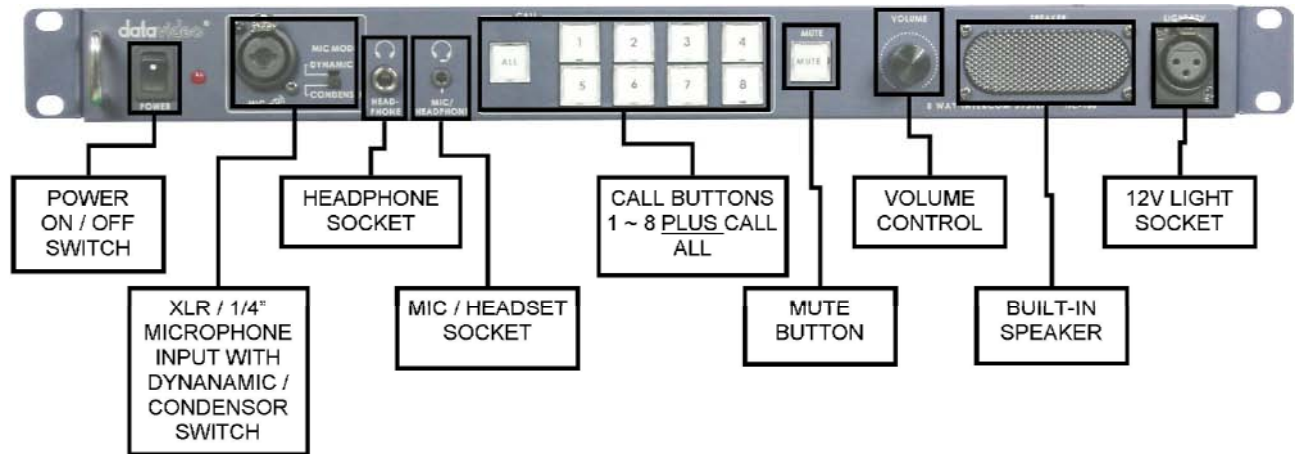 datavideo
POWER
MIC MOD
DYNAMIC
CONDENS
HEAD-
PHONE
MIC/
HEADPHONE
CALL
ALL
1 2 3 4
5 6 7 8
MUTE
MUTE
VOLUME
SPEAKER
8 WAY INTERCOM SYSTEM
POWER
ON / OFF
SWITCH
HEADPHONE
SOCKET
CALL BUTTONS
1 ~ 8 PLUS CALL
ALL
VOLUME
CONTROL
12V LIGHT
SOCKET
XLR / 1/4"
MICROPHONE
INPUT WITH
DYNANAMIC /
CONDENSOR
SWITCH
MIC / HEADSET
SOCKET
MUTE
BUTTON
BUILT-IN
SPEAKER